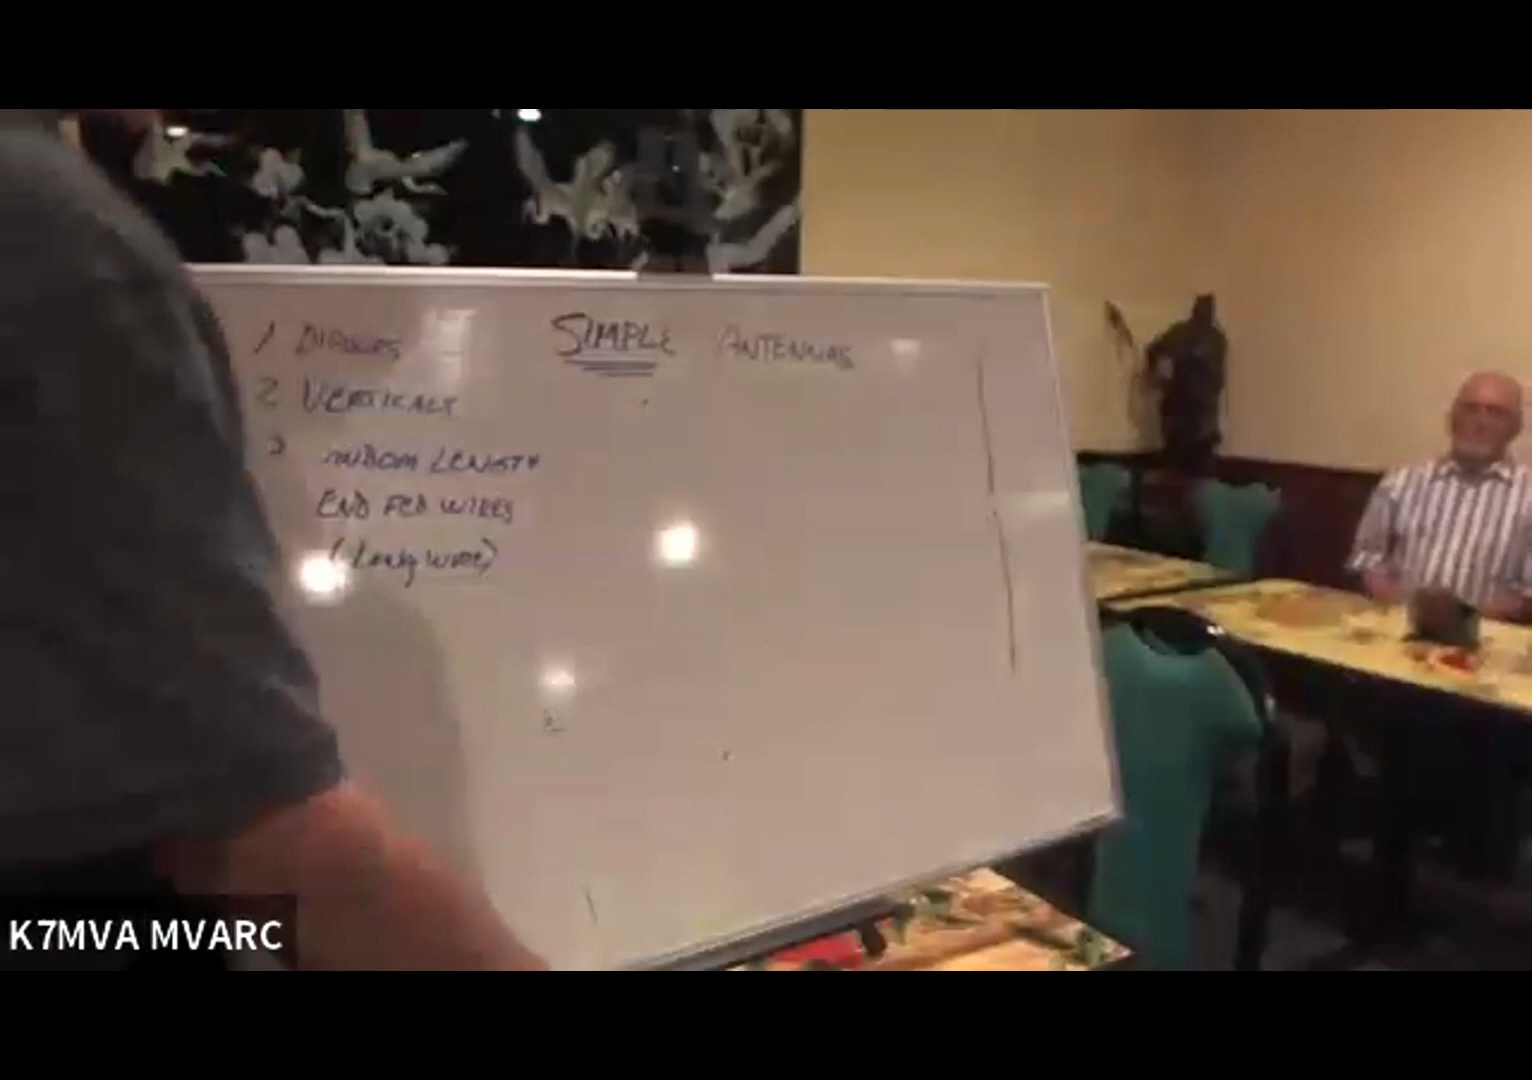 SIMPLE ANTENNAS
1 DIPOLES
2 VERTICALS
3 RANDOM LENGTH
END FED WIRES
(Long wire)
K7MVA MVARC